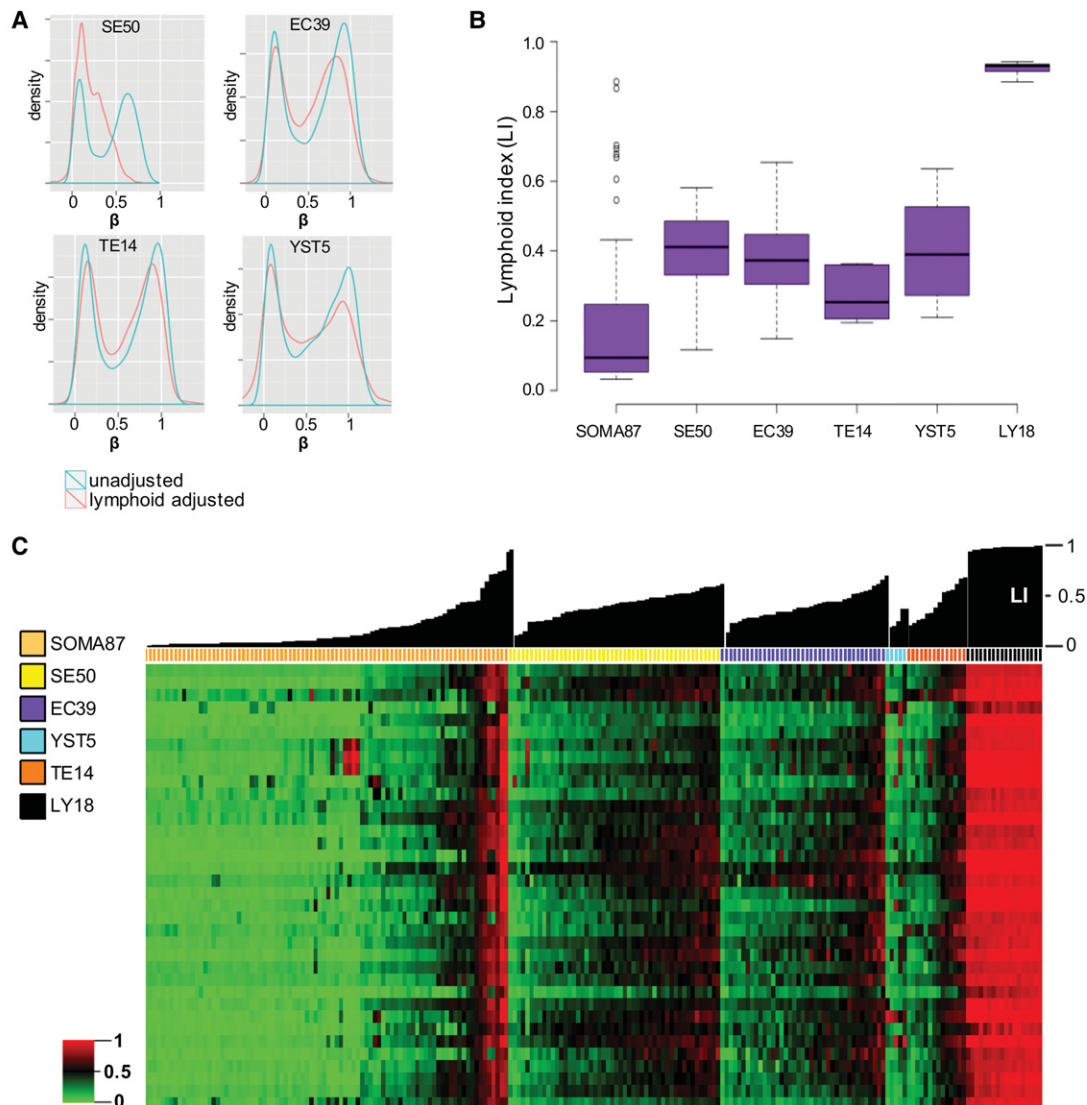 A
SE50
EC39
density
density
0 0.5 1
0 0.5 1
β
β
TE14
YST5
density
density
0 0.5 1
0 0.5 1
β
β
unadjusted
lymphoid adjusted
B
Lymphoid index (LI)
1.0
0.8
0.6
0.4
0.2
0.0
SOMA87 SE50 EC39 TE14 YST5 LY18
C
1
0.5
0
LI
SOMA87
SE50
EC39
YST5
TE14
LY18
1
0.5
0